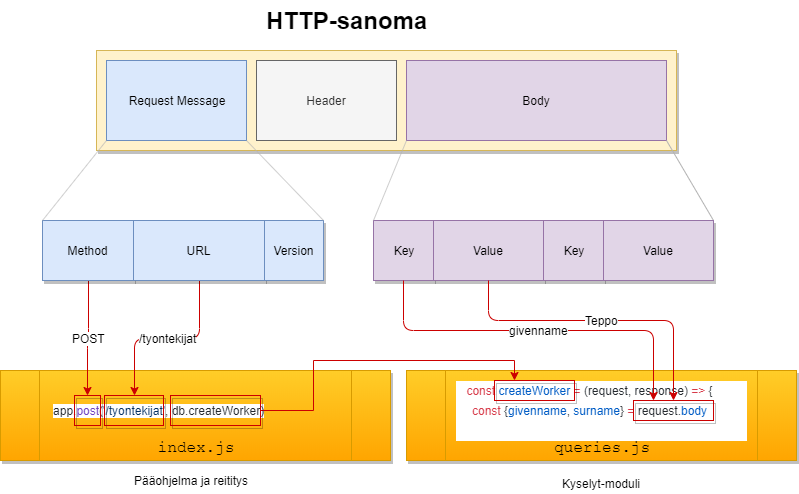 HTTP-sanoma
Request Message
Header
Body
Method
URL
Version
Key
Value
Key
Value
POST
/tyontekijat
Teppo
givenname
app.post('/tyontekijat', db.createWorker)
index.js
const createWorker = (request, response) => {
const {givenname, surname} = request.body
queries.js
Pääohjelma ja reititys
Kyselyt-moduli